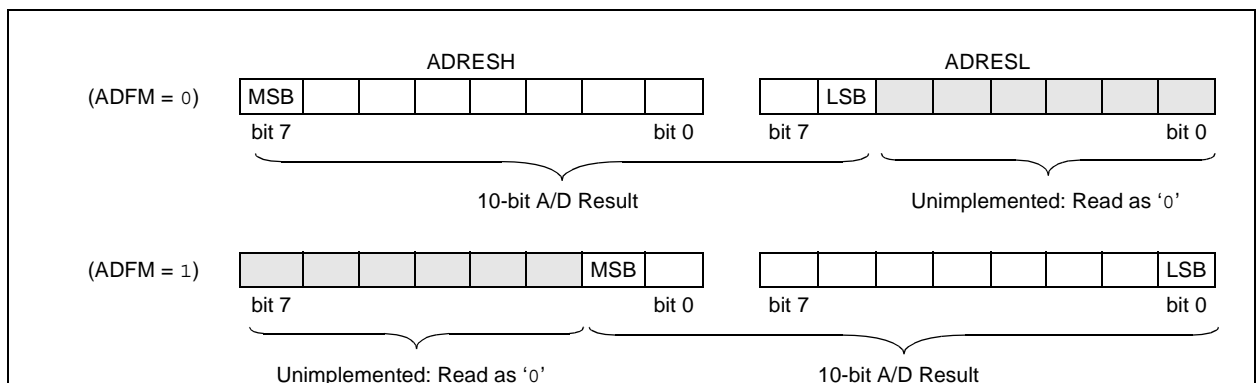 ADRESH ADRESL
(ADFM = 0) MSB LSB
bit 7 bit 0 bit 7 bit 0
10-bit A/D Result Unimplemented: Read as ‘0’
(ADFM = 1) MSB LSB
bit 7 bit 0 bit 7 bit 0
Unimplemented: Read as ‘0’ 10-bit A/D Result